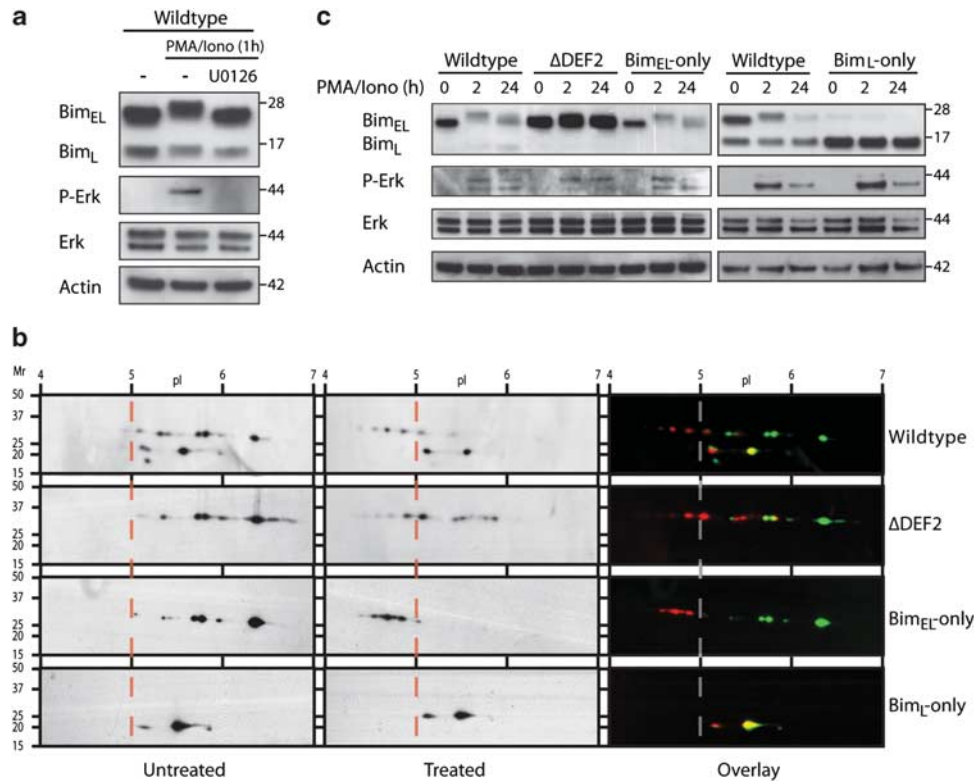 a
Wildtype
PMA/Iono (1h)
- - U0126
BimEL
BimL
P-Erk
Erk
Actin
28
17
44
44
42
c
Wildtype ΔDEF2 BimEL-only Wildtype BimL-only
PMA/Iono (h) 0 2 24 0 2 24 0 2 24 0 2 24 0 2 24
BimEL
BimL
P-Erk
Erk
Actin
28
17
44
44
42
b
Mr 4 5 pI 6 7 4 5 pI 6 7 4 5 pI 6 7
50
37
25
20
15
Wildtype
50
37
25
20
15
ΔDEF2
50
37
25
20
15
BimEL-only
50
37
25
20
15
BimL-only
Untreated Treated Overlay